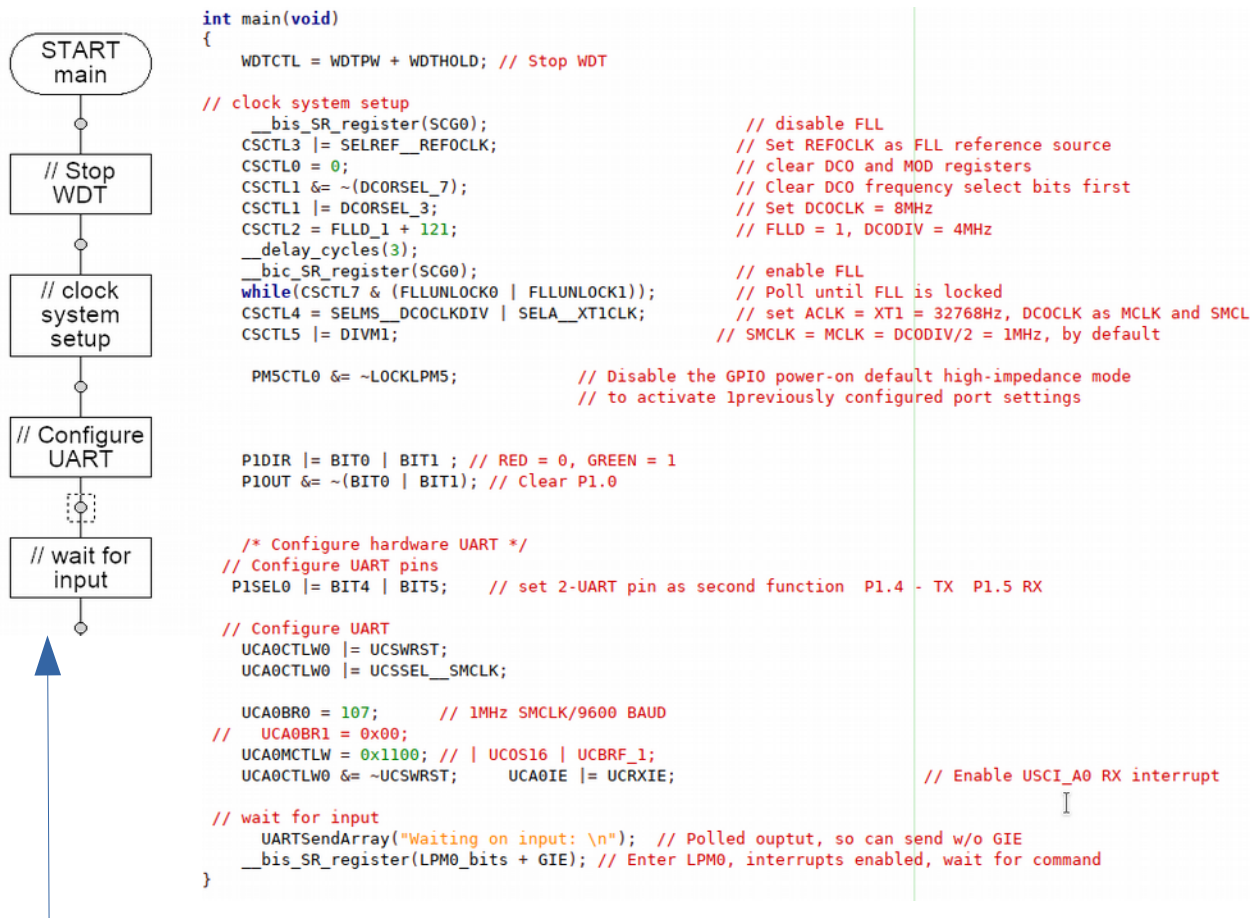 START
main
// Stop
WDT
// clock
system
setup
// Configure
UART
// wait for
input
int main(void)
{
WDTCTL = WDTPW + WDTHOLD; // Stop WDT
// clock system setup
__bis_SR_register(SCG0); // disable FLL
CSCTL3 |= SELREF__REFOCLK; // Set REFOCLK as FLL reference source
CSCTL0 = 0; // clear DCO and MOD registers
CSCTL1 &= ~(DCORSEL_7); // Clear DCO frequency select bits first
CSCTL1 |= DCORSEL_3; // Set DCOCLK = 8MHz
CSCTL2 = FLLD_1 + 121; // FLLD = 1, DCODIV = 4MHz
__delay_cycles(3);
__bic_SR_register(SCG0); // enable FLL
while(CSCTL7 & (FLLUNLOCK0 | FLLUNLOCK1)); // Poll until FLL is locked
CSCTL4 = SELMS__DCOCLKDIV | SELA__XT1CLK; // set ACLK = XT1 = 32768Hz, DCOCLK as MCLK and SMCL
CSCTL5 |= DIVM1; // SMCLK = MCLK = DCODIV/2 = 1MHz, by default
PM5CTL0 &= ~LOCKLPM5; // Disable the GPIO power-on default high-impedance mode
// to activate 1previously configured port settings
P1DIR |= BIT0 | BIT1 ; // RED = 0, GREEN = 1
P1OUT &= ~(BIT0 | BIT1); // Clear P1.0
/* Configure hardware UART */
// Configure UART pins
P1SEL0 |= BIT4 | BIT5; // set 2-UART pin as second function P1.4 - TX P1.5 RX
// Configure UART
UCA0CTLW0 |= UCSWRST;
UCA0CTLW0 |= UCSSEL__SMCLK;
UCA0BR0 = 107; // 1MHz SMCLK/9600 BAUD
// UCA0BR1 = 0x00;
UCA0MCTLW = 0x1100; // | UCOS16 | UCBRF_1;
UCA0CTLW0 &= ~UCSWRST; UCA0IE |= UCRXIE; // Enable USCI_A0 RX interrupt
// wait for input
UARTSendArray("Waiting on input: \n"); // Polled ouptut, so can send w/o GIE
__bis_SR_register(LPM0_bits + GIE); // Enter LPM0, interrupts enabled, wait for command
}